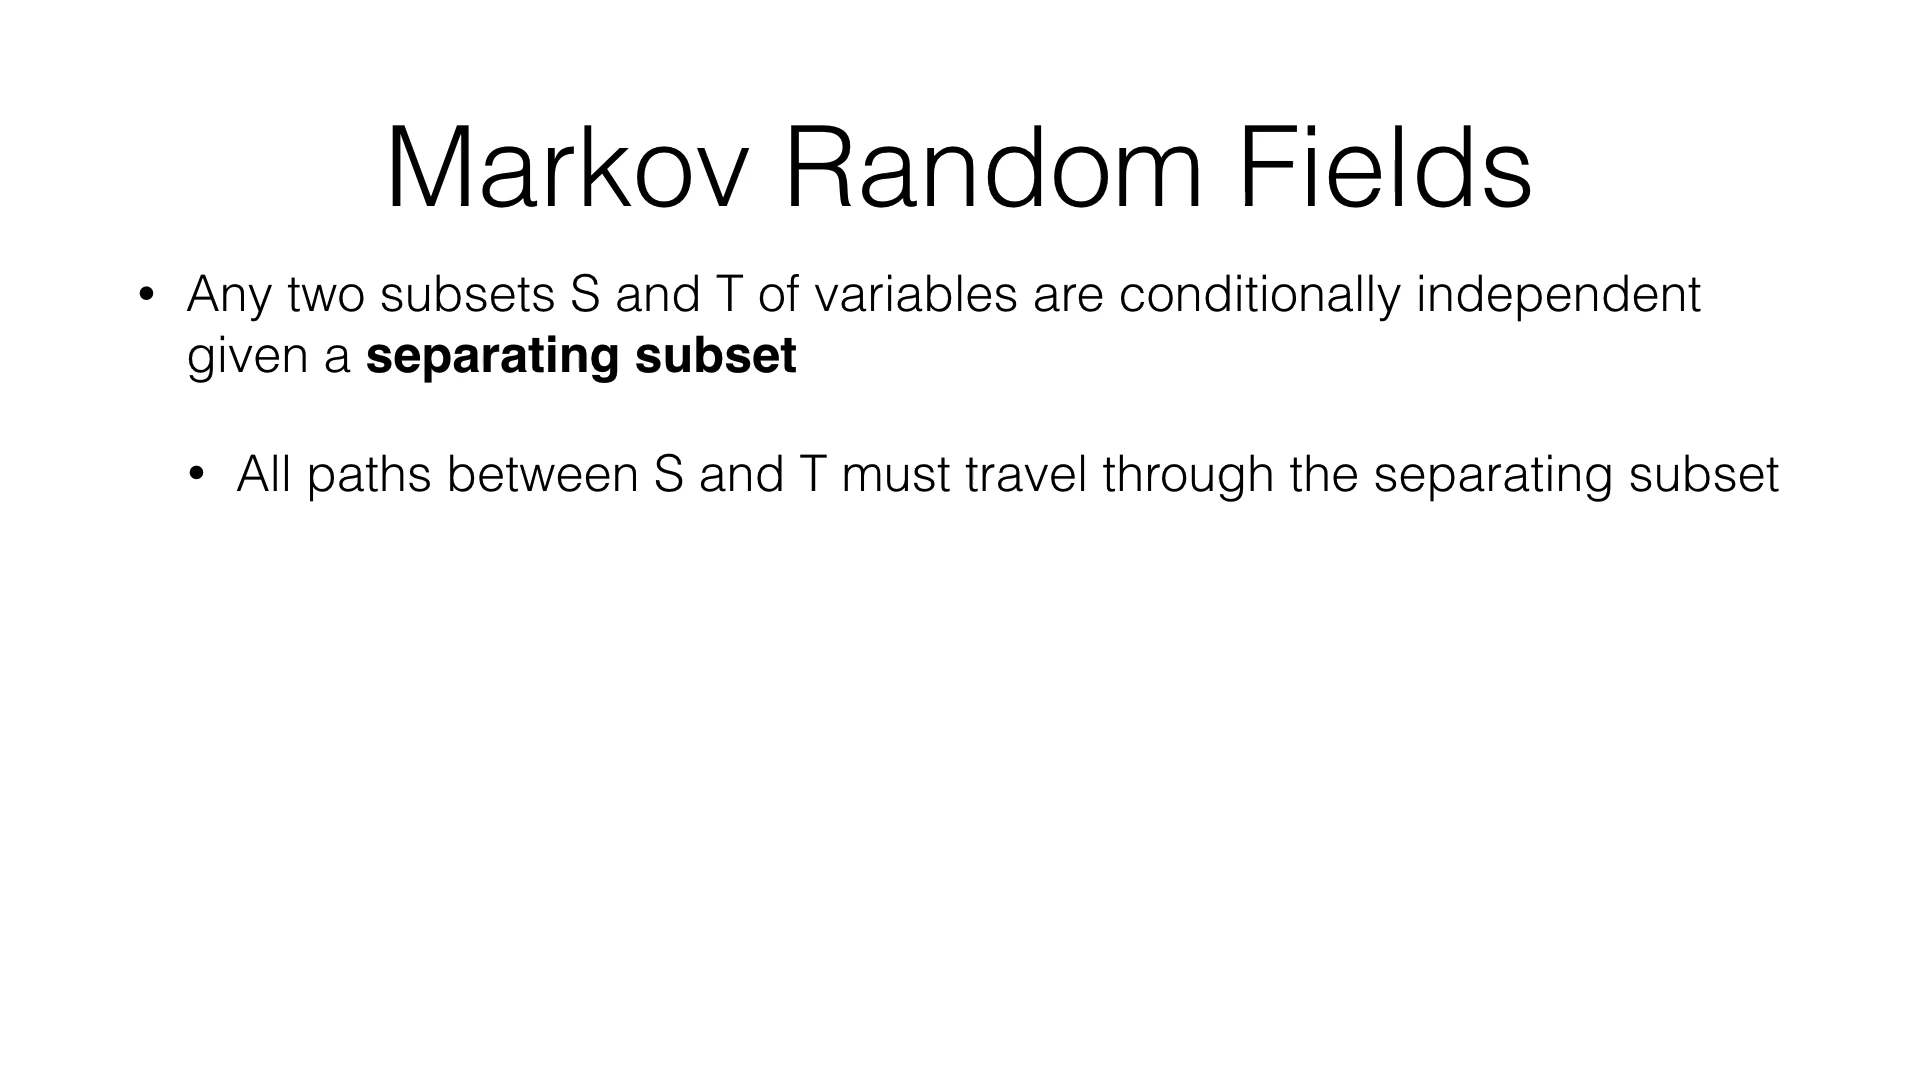 Markov Random Fields
• Any two subsets S and T of variables are conditionally independent
given a separating subset
• All paths between S and T must travel through the separating subset